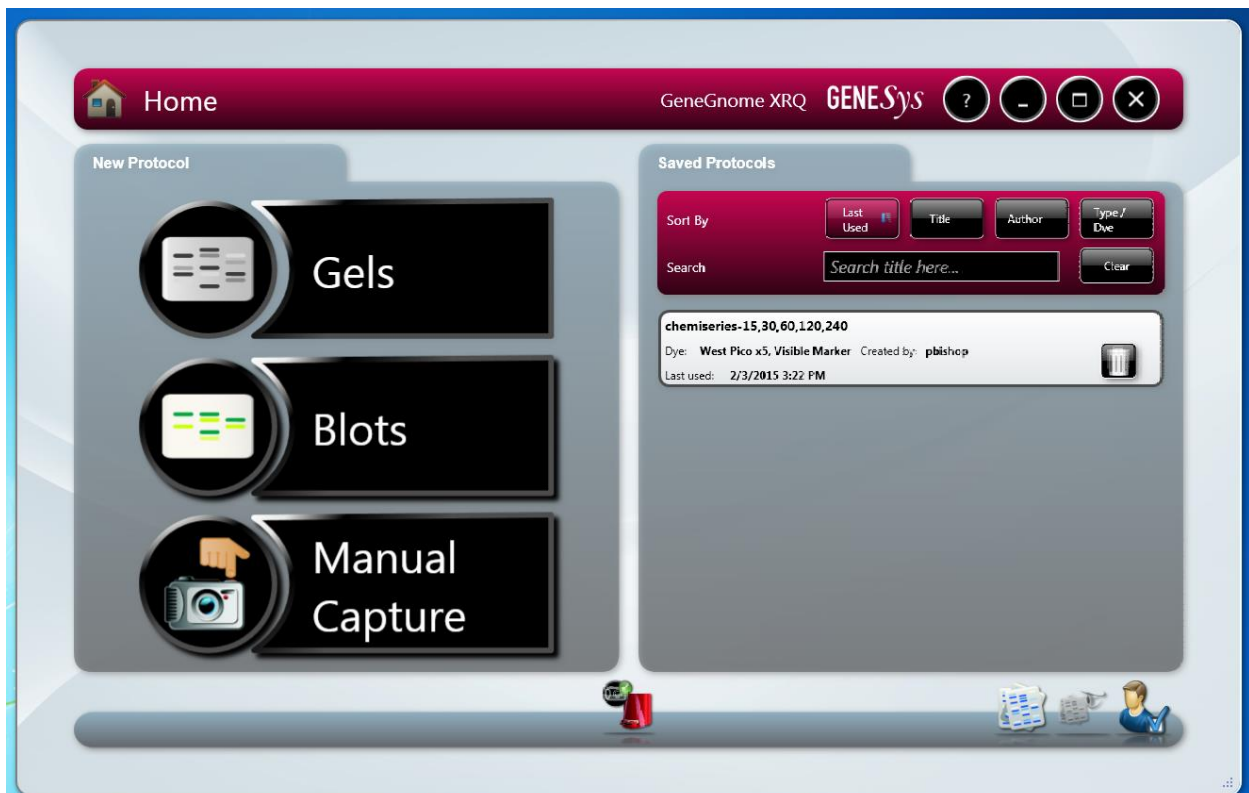 Home
GeneGnome XRQ GENESys ?
New Protocol
Gels
Blots
Manual
Capture
Saved Protocols
Sort By
Last
Used
Title
Author
Type /
Dye
Search
Search title here...
Clear
chemiseries-15,30,60,120,240
Dye: West Pico x5, Visible Marker Created by: pbishop
Last used: 2/3/2015 3:22 PM